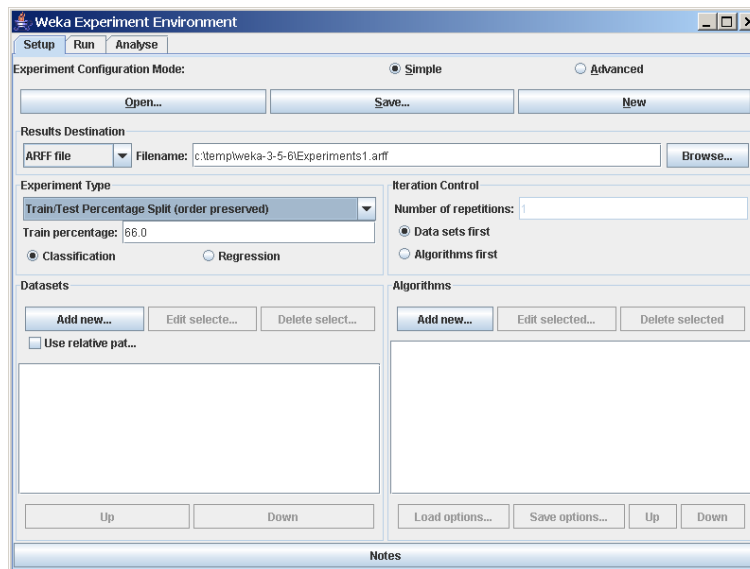 Weka Experiment Environment
Setup Run Analyse
Experiment Configuration Mode: Simple Advanced
Open... Save... New
Results Destination
ARFF file Filename: c:\temp\weka-3-5-6\Experiments1.arff Browse...
Experiment Type
Train/Test Percentage Split (order preserved)
Train percentage: 66.0
Classification Regression
Iteration Control
Number of repetitions: 1
Data sets first
Algorithms first
Datasets
Add new... Edit selecte... Delete select...
Use relative pat...
Up Down
Algorithms
Add new... Edit selected... Delete selected
Load options... Save options... Up Down
Notes